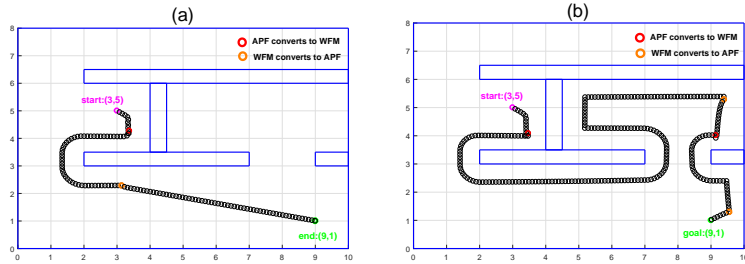 (a)
APF converts to WFM
WFM converts to APF
start:(3,5)
end:(9,1)
8
7
6
5
4
3
2
1
0
0 1 2 3 4 5 6 7 8 9 10
(b)
APF converts to WFM
WFM converts to APF
start:(3,5)
goal:(9,1)
8
7
6
5
4
3
2
1
0
0 1 2 3 4 5 6 7 8 9 10